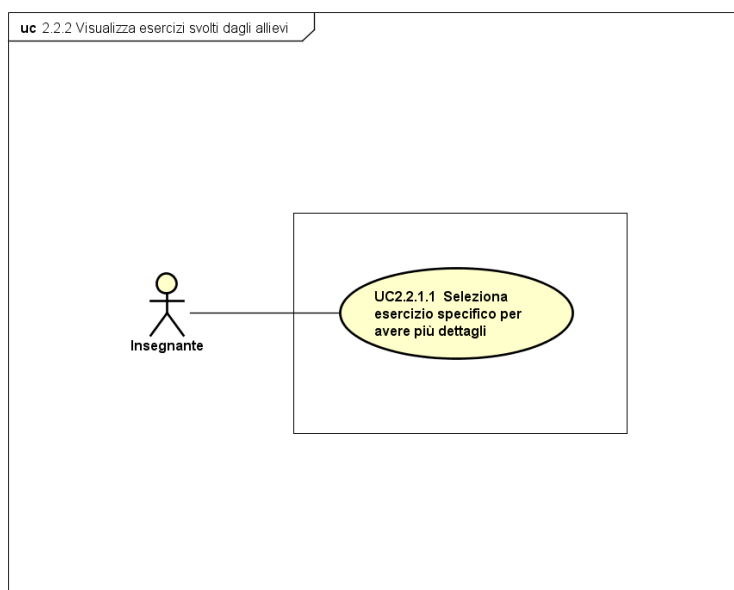 uc 2.2.2 Visualizza esercizi svolti dagli allievi
UC2.2.1.1 Seleziona
esercizio specifico per
avere più dettagli
Insegnante